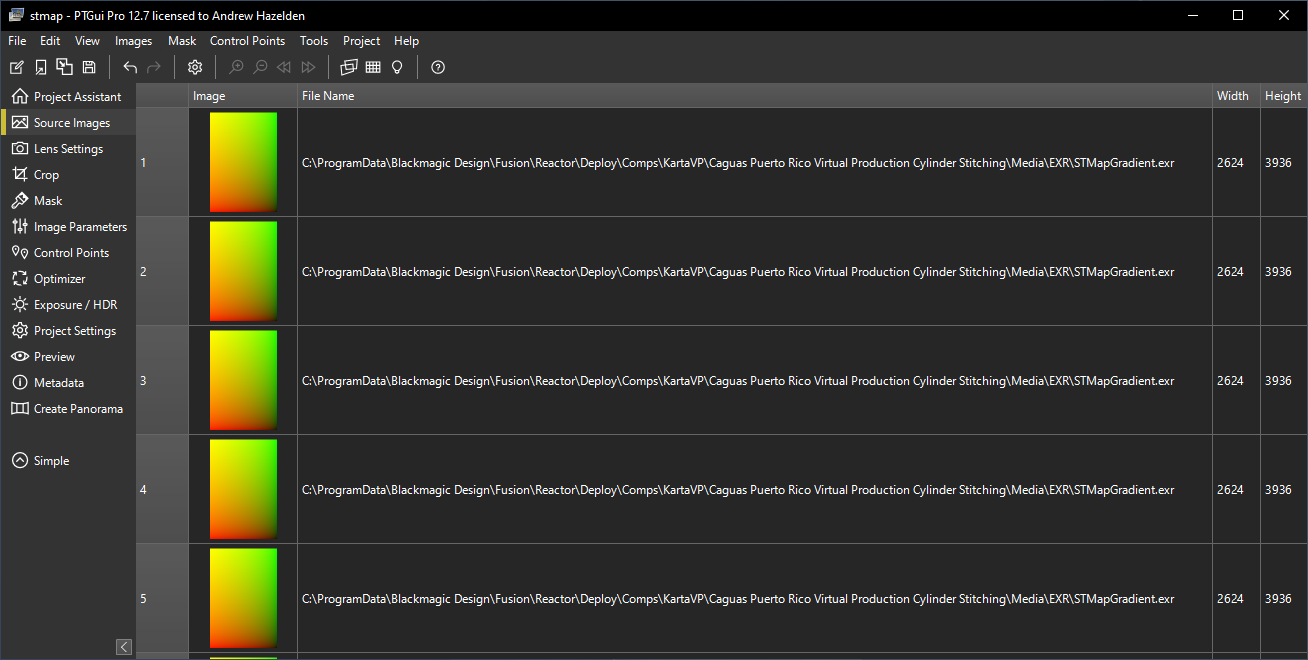 stmap - PTGui Pro 12.7 licensed to Andrew Hazelden
File Edit View Images Mask Control Points Tools Project Help
Project Assistant
Source Images
Lens Settings
Crop
Mask
Image Parameters
Control Points
Optimizer
Exposure / HDR
Project Settings
Preview
Metadata
Create Panorama
Simple
Image File Name Width Height
1 C:\ProgramData\Blackmagic Design\Fusion\Reactor\Deploy\Comps\KartaVP\Caguas Puerto Rico Virtual Production Cylinder Stitching\Media\EXR\STMapGradient.exr 2624 3936
2 C:\ProgramData\Blackmagic Design\Fusion\Reactor\Deploy\Comps\KartaVP\Caguas Puerto Rico Virtual Production Cylinder Stitching\Media\EXR\STMapGradient.exr 2624 3936
3 C:\ProgramData\Blackmagic Design\Fusion\Reactor\Deploy\Comps\KartaVP\Caguas Puerto Rico Virtual Production Cylinder Stitching\Media\EXR\STMapGradient.exr 2624 3936
4 C:\ProgramData\Blackmagic Design\Fusion\Reactor\Deploy\Comps\KartaVP\Caguas Puerto Rico Virtual Production Cylinder Stitching\Media\EXR\STMapGradient.exr 2624 3936
5 C:\ProgramData\Blackmagic Design\Fusion\Reactor\Deploy\Comps\KartaVP\Caguas Puerto Rico Virtual Production Cylinder Stitching\Media\EXR\STMapGradient.exr 2624 3936